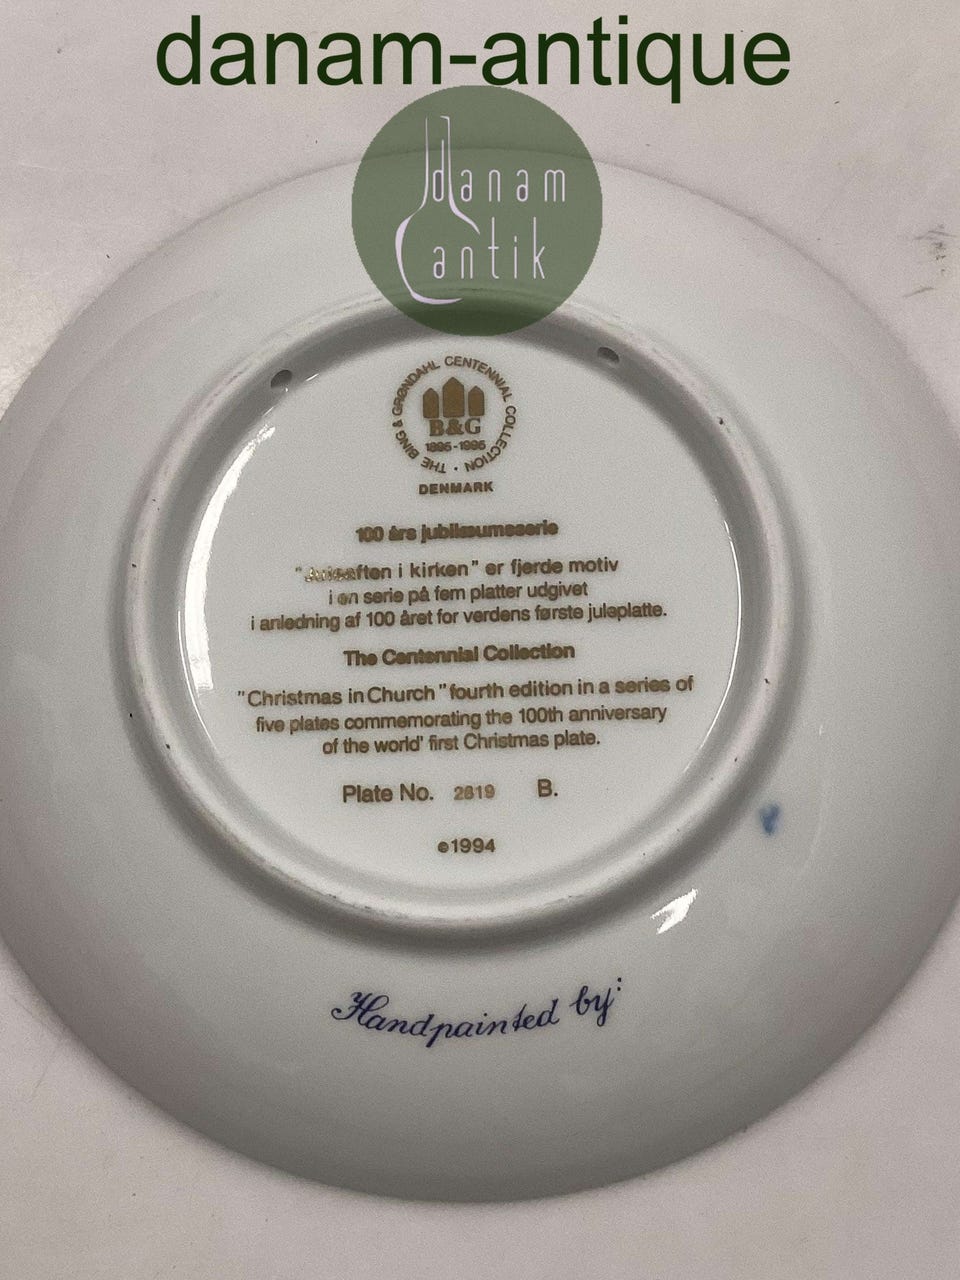 danam-antique
danam
antik
THE BING & GRØNDAHL CENTENNIAL COLLECTION
B&G
1895-1995
DENMARK
100 års jubilæumsserie
"Juleaften i kirken" er fjerde motiv
i en serie på fem platter udgivet
i anledning af 100 året for verdens første juleplatte.
The Centennial Collection
"Christmas in Church" fourth edition in a series of
five plates commemorating the 100th anniversary
of the world' first Christmas plate.
Plate No. 2819 B.
©1994
Handpainted by: